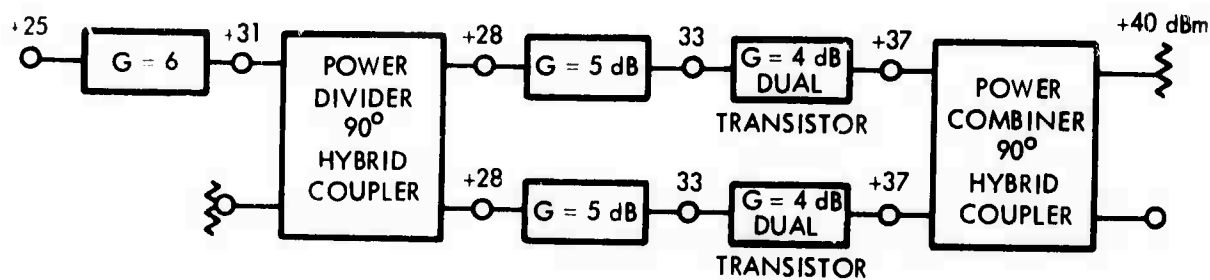 +25
G = 6
+31
POWER
DIVIDER
90°
HYBRID
COUPLER
+28
G = 5 dB
33
G = 4 dB
DUAL
TRANSISTOR
+37
POWER
COMBINER
90°
HYBRID
COUPLER
+40 dBm
+28
G = 5 dB
33
G = 4 dB
DUAL
TRANSISTOR
+37